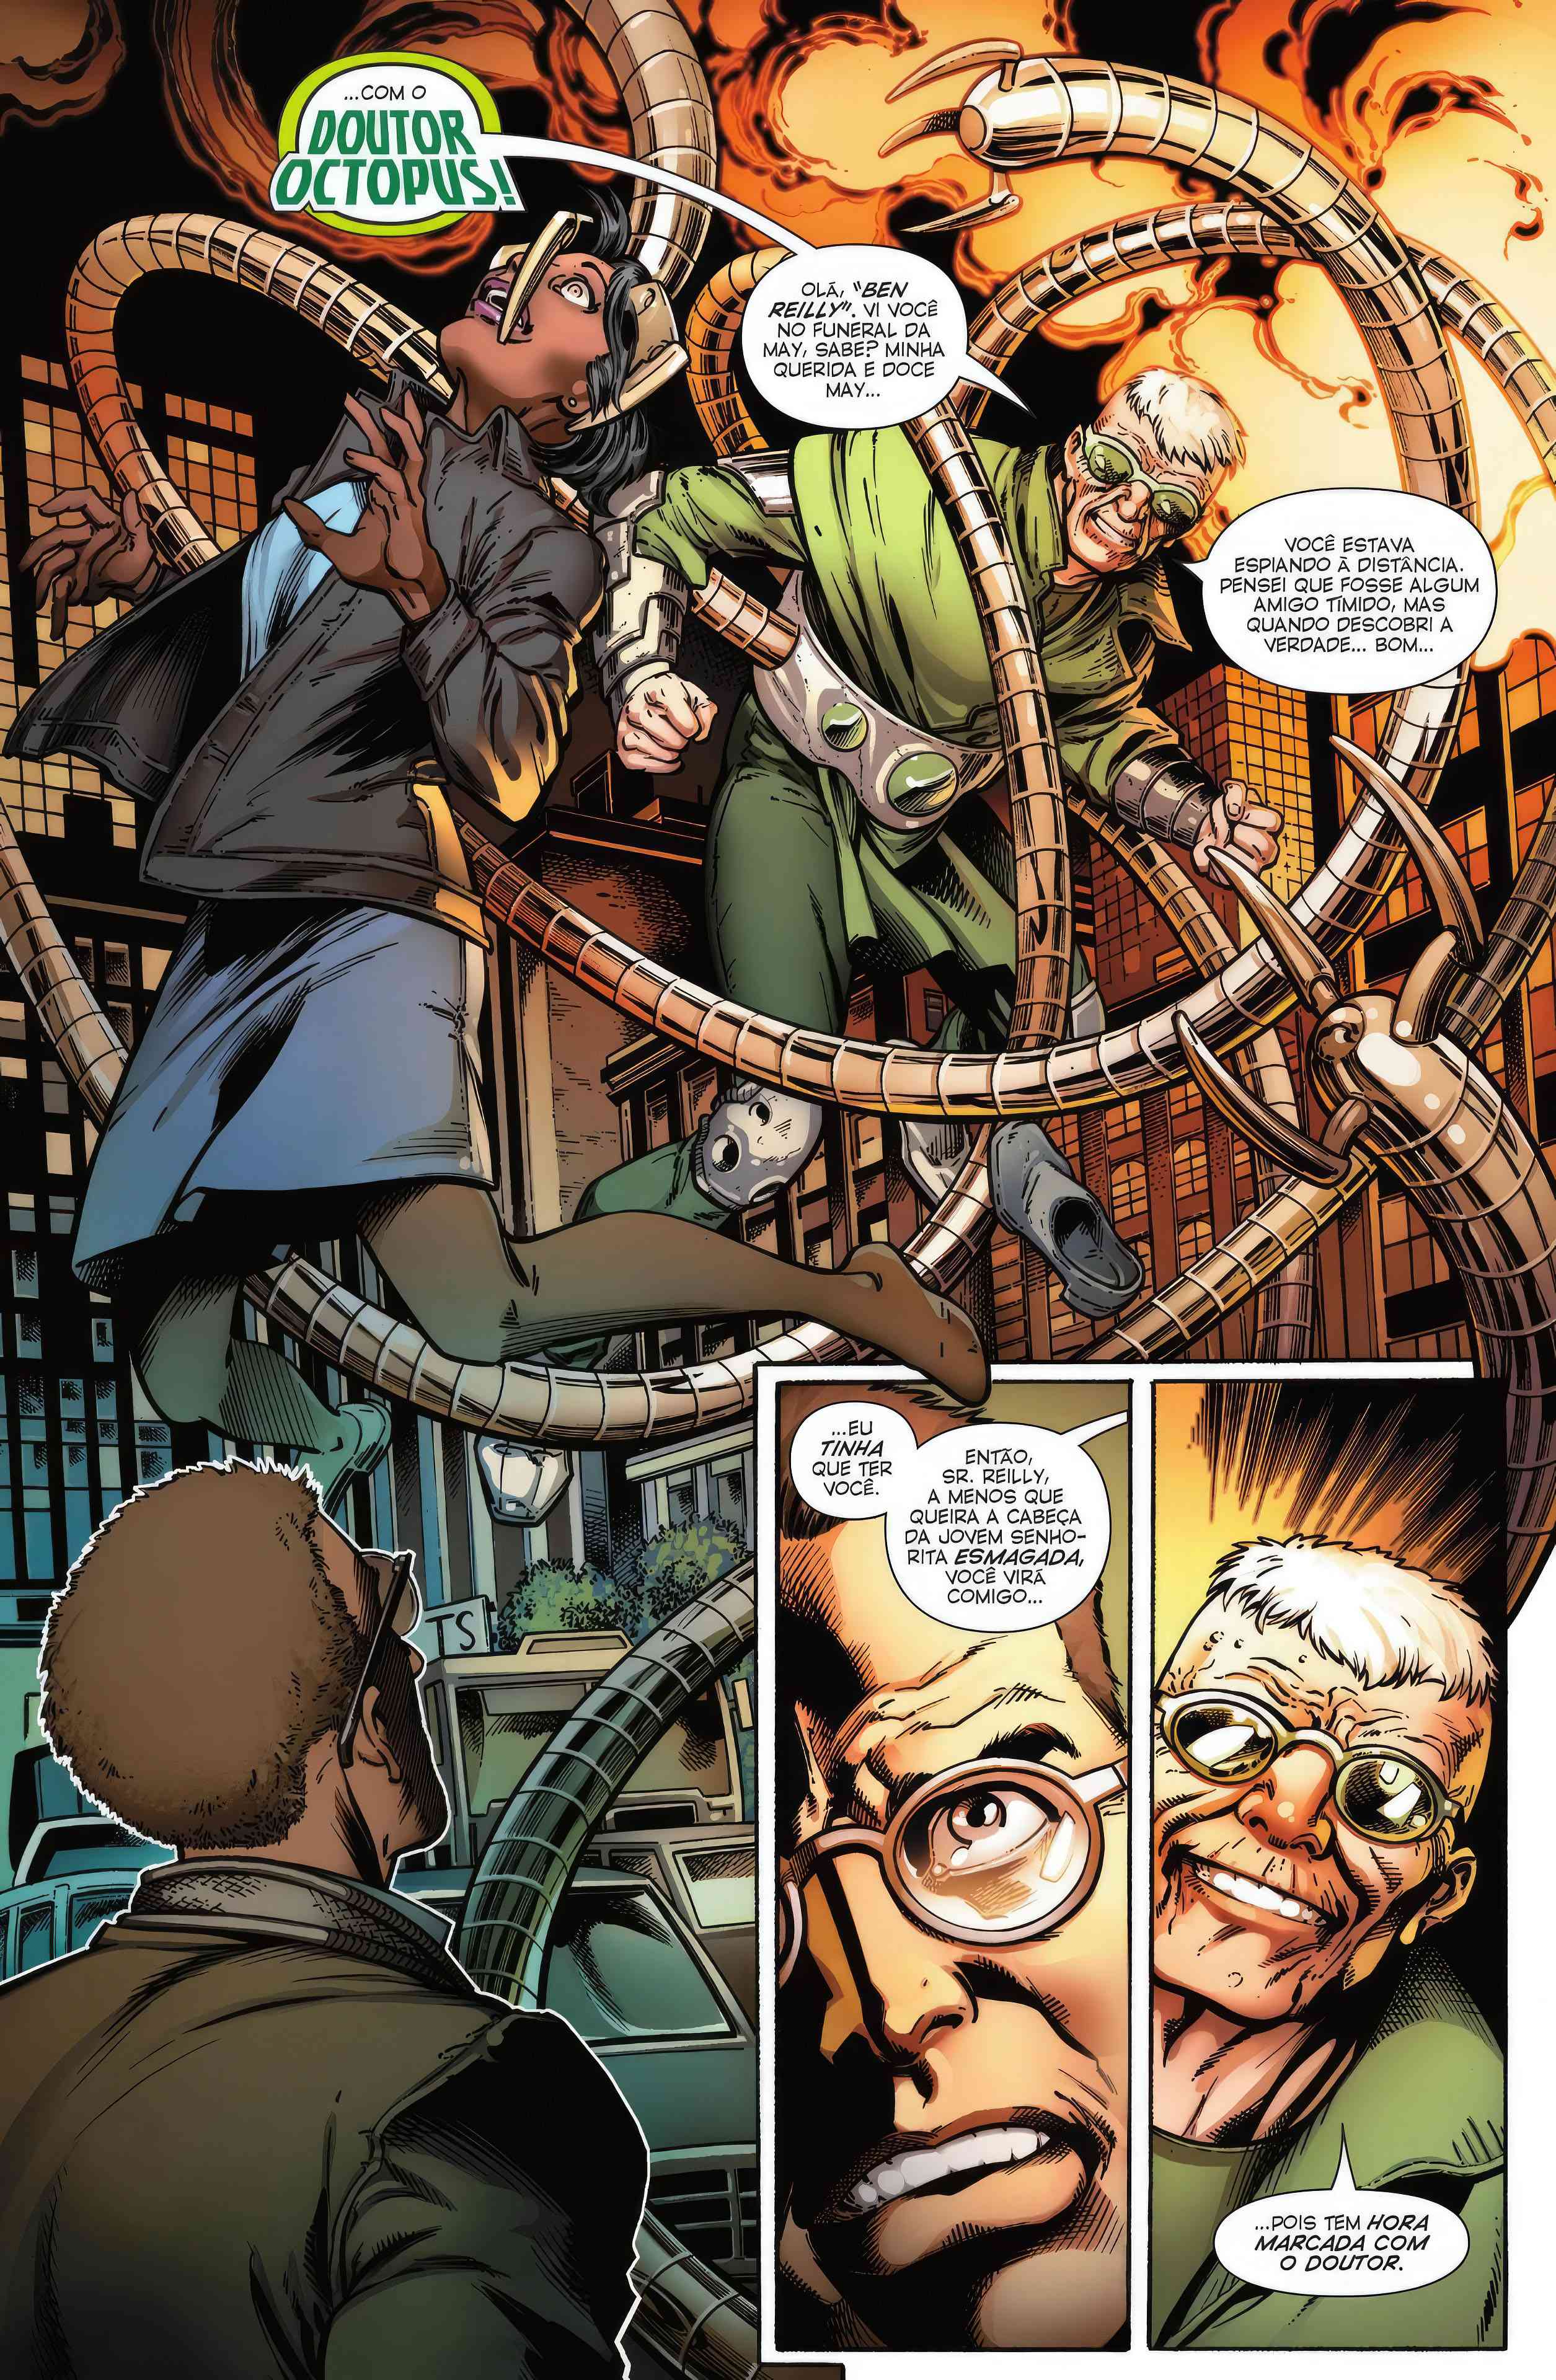 ...COM O
DOUTOR
OCTOPUS!
OLÁ, "BEN
REILLY". VI VOCÊ
NO FUNERAL DA
MAY, SABE? MINHA
QUERIDA E DOCE
MAY...
VOCÊ ESTAVA
ESPIANDO À DISTÂNCIA.
PENSEI QUE FOSSE ALGUM
AMIGO TÍMIDO, MAS
QUANDO DESCOBRI A
VERDADE... BOM...
...EU
TINHA
QUE TER
VOCÊ.
ENTÃO,
SR. REILLY,
A MENOS QUE
QUEIRA A CABEÇA
DA JOVEM SENHO-
RITA ESMAGADA,
VOCÊ VIRÁ
COMIGO...
TS
...POIS TEM HORA
MARCADA COM
O DOUTOR.